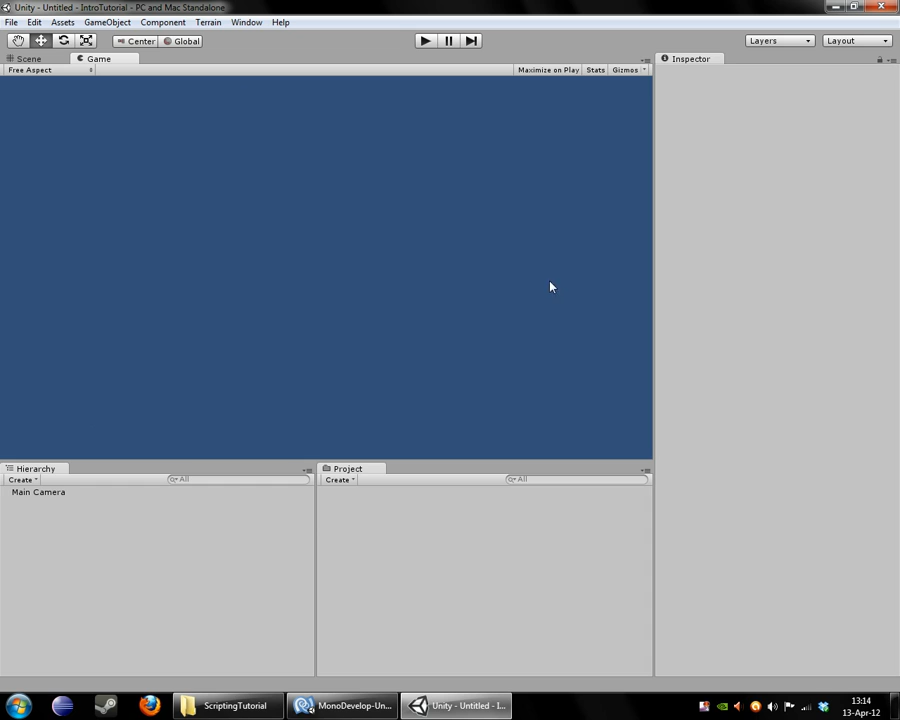 Unity - Untitled - IntroTutorial - PC and Mac Standalone
File Edit Assets GameObject Component Terrain Window Help
Center Global Layers Layout
Scene Game Inspector
Free Aspect Maximize on Play Stats Gizmos
Hierarchy Project
Create All Create All
Main Camera
ScriptingTutorial MonoDevelop-Un... Unity - Untitled - I... 13:14
13-Apr-12